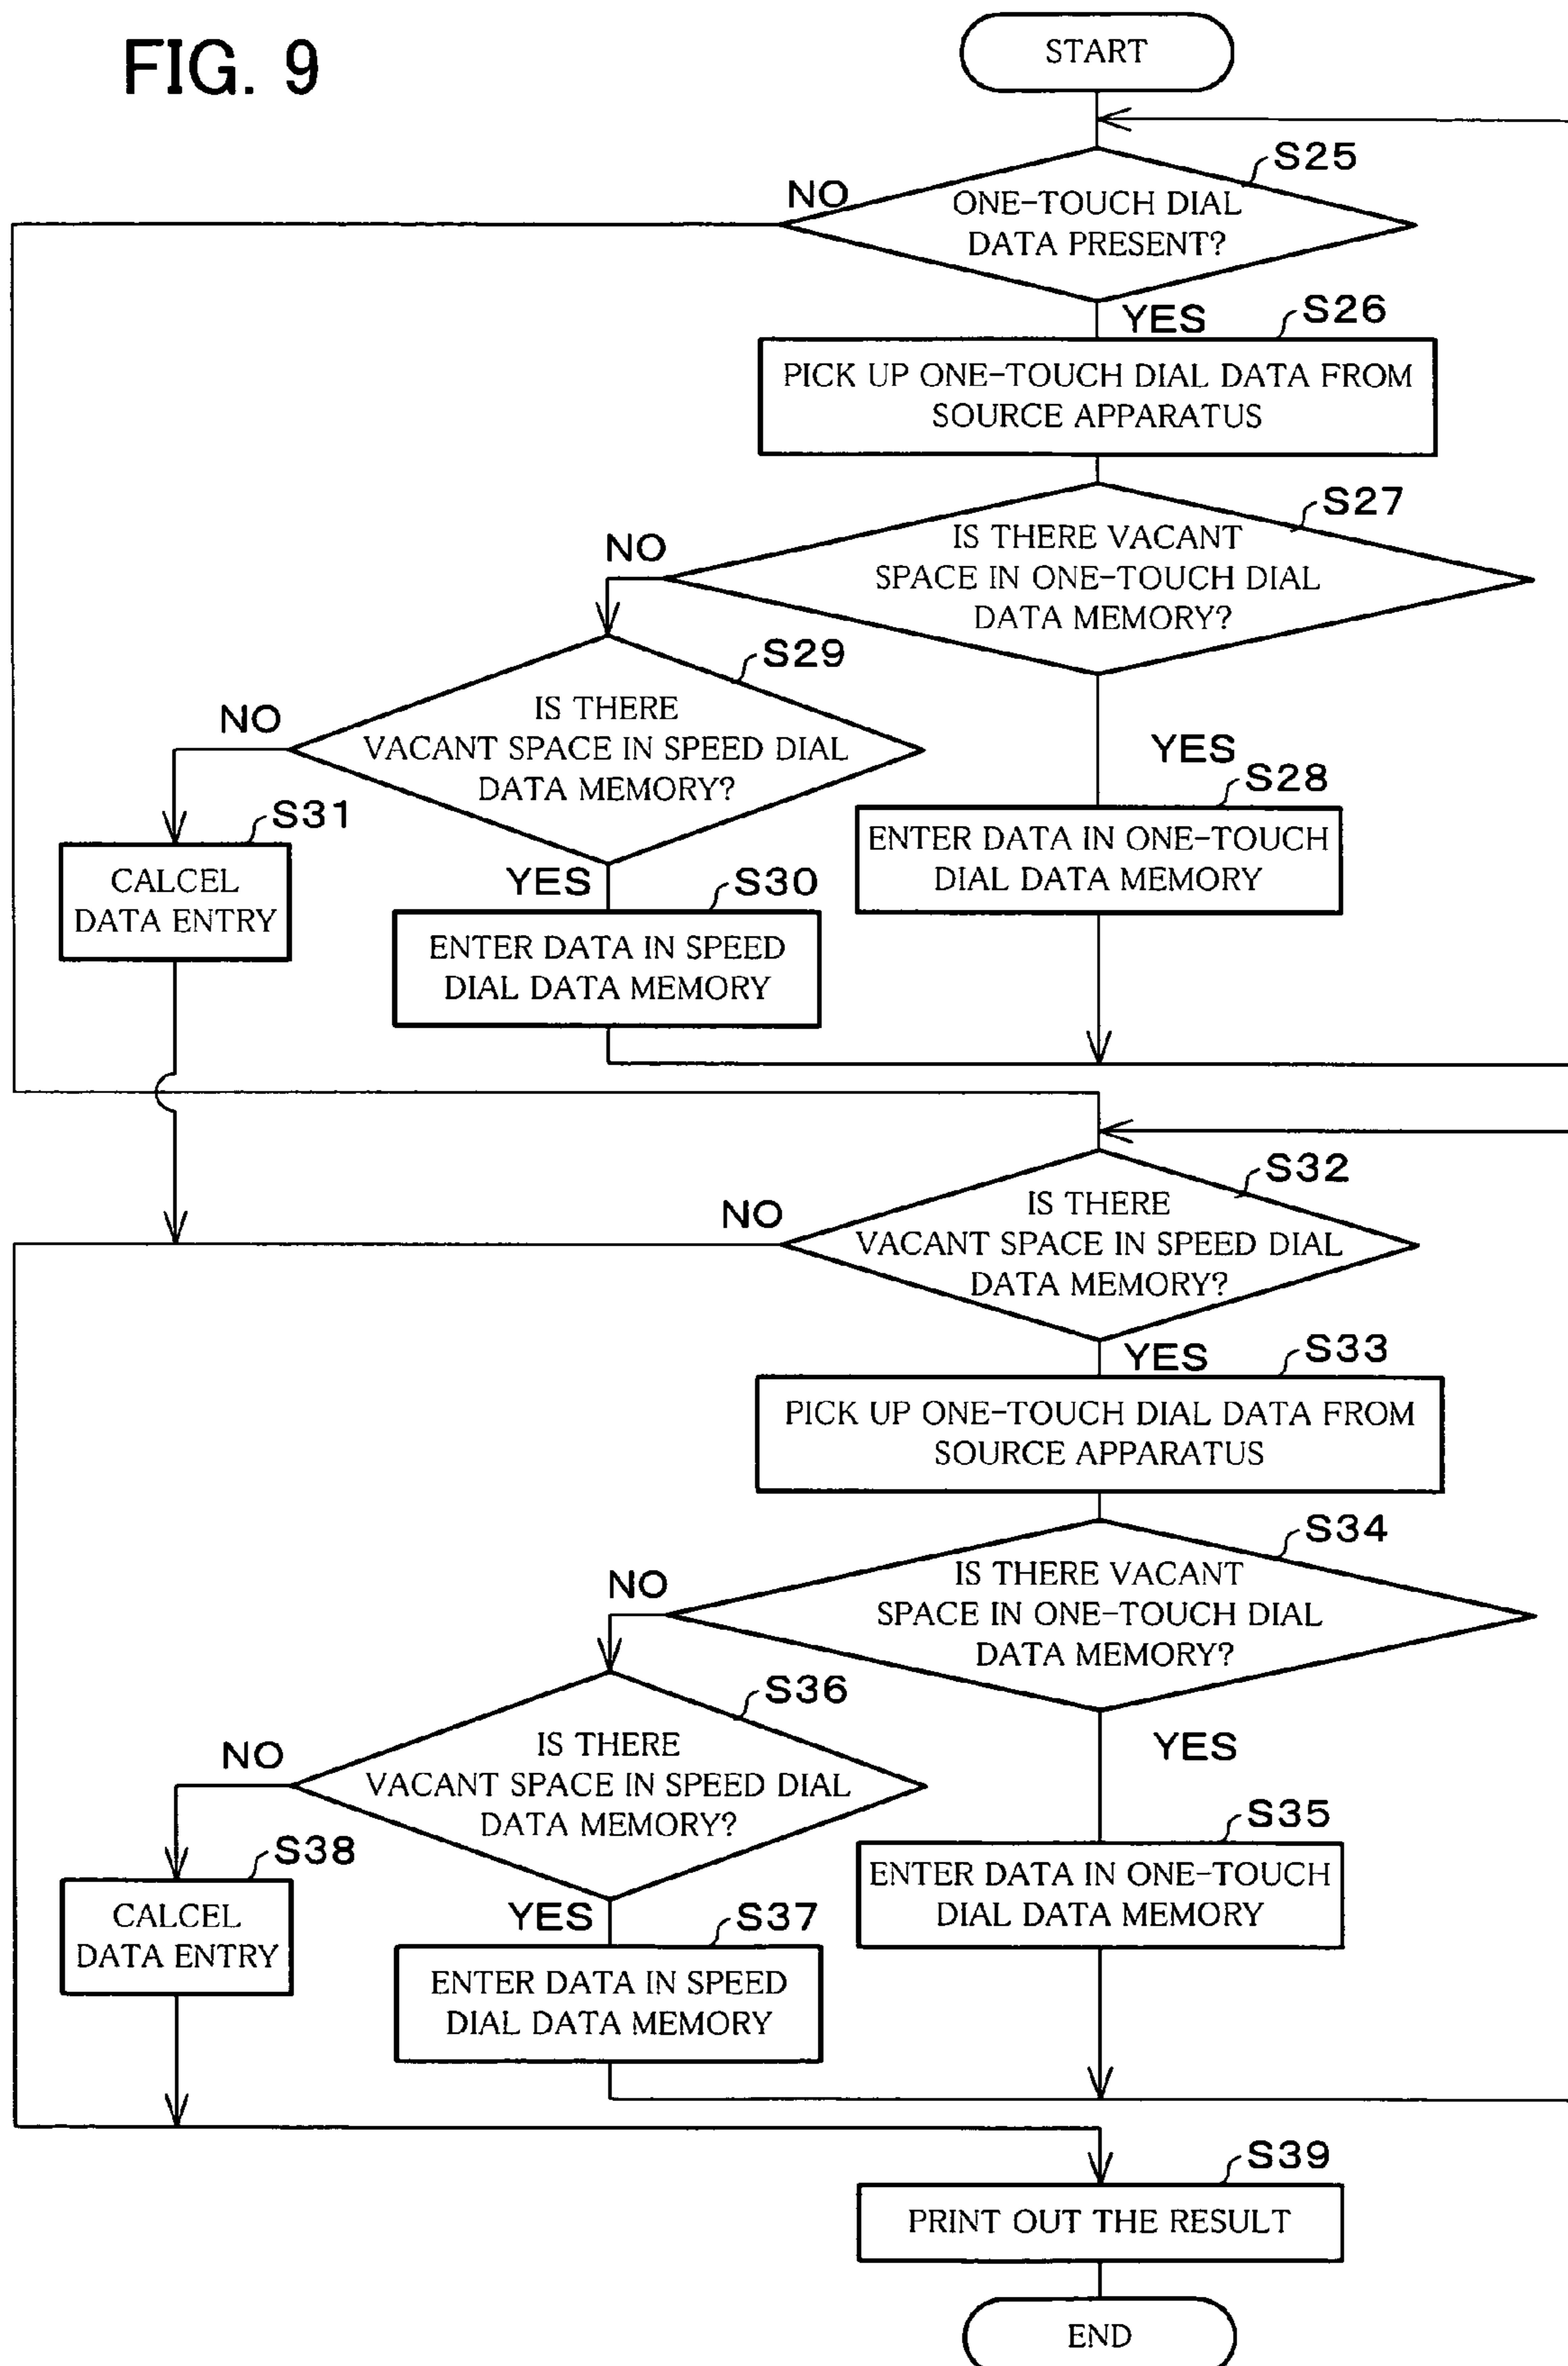 FIG. 9
START
S25
NO
ONE-TOUCH DIAL
DATA PRESENT?
YES
S26
PICK UP ONE-TOUCH DIAL DATA FROM
SOURCE APPARATUS
S27
NO
IS THERE VACANT
SPACE IN ONE-TOUCH DIAL
DATA MEMORY?
S29
NO
IS THERE
VACANT SPACE IN SPEED DIAL
DATA MEMORY?
YES
S28
ENTER DATA IN ONE-TOUCH
DIAL DATA MEMORY
S31
CALCEL
DATA ENTRY
YES
S30
ENTER DATA IN SPEED
DIAL DATA MEMORY
S32
NO
IS THERE
VACANT SPACE IN SPEED DIAL
DATA MEMORY?
YES
S33
PICK UP ONE-TOUCH DIAL DATA FROM
SOURCE APPARATUS
S34
NO
IS THERE VACANT
SPACE IN ONE-TOUCH DIAL
DATA MEMORY?
S36
NO
IS THERE
VACANT SPACE IN SPEED DIAL
DATA MEMORY?
YES
S35
ENTER DATA IN ONE-TOUCH
DIAL DATA MEMORY
S38
CALCEL
DATA ENTRY
YES
S37
ENTER DATA IN SPEED
DIAL DATA MEMORY
S39
PRINT OUT THE RESULT
END